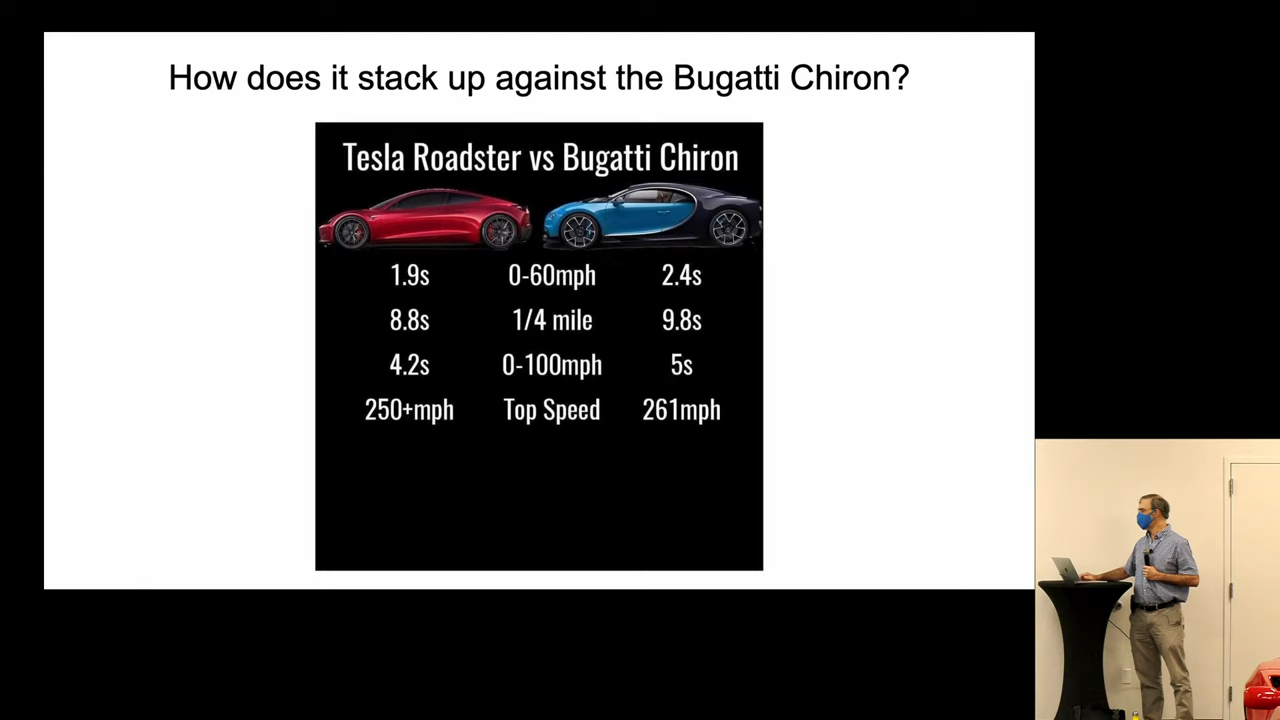 How does it stack up against the Bugatti Chiron?
Tesla Roadster vs Bugatti Chiron
1.9s 0-60mph 2.4s
8.8s 1/4 mile 9.8s
4.2s 0-100mph 5s
250+mph Top Speed 261mph